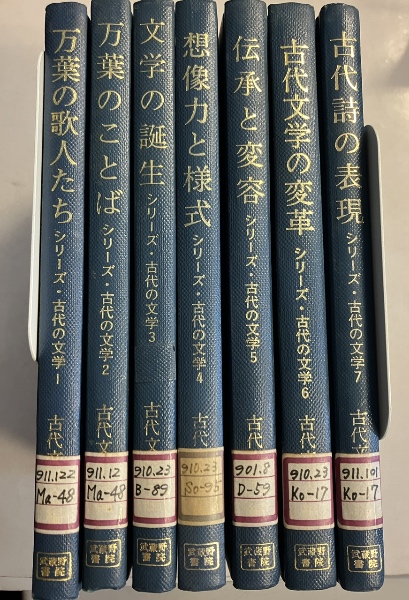 万葉の歌人たち
シリーズ・古代の文学1
古代文
911.122
Ma-48
武蔵野
書院
万葉のことば
シリーズ・古代の文学2
古代文
911.12
Ma-48
武蔵野
書院
文学の誕生
シリーズ・古代の文学3
古代文
910.23
B-89
武蔵野
書院
想像力と様式
シリーズ・古代の文学4
古代文
910.23
So-95
武蔵野
書院
伝承と変容
シリーズ・古代の文学5
古代文
901.8
D-59
武蔵野
書院
古代文学の変革
シリーズ・古代の文学6
古代文
910.23
Ko-17
武蔵野
書院
古代詩の表現
シリーズ・古代の文学7
古代文
911.101
Ko-17
武蔵野
書院